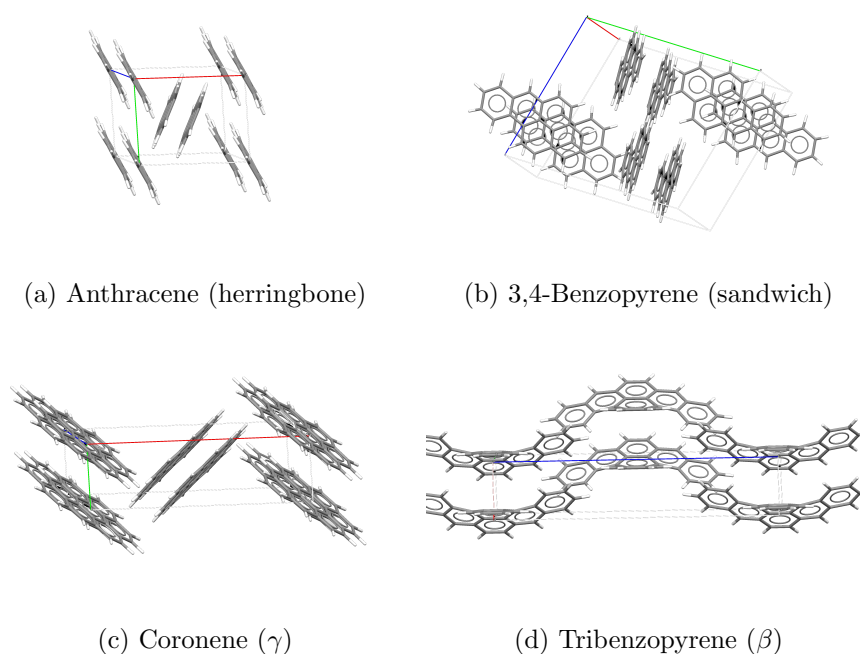 (a) Anthracene (herringbone)
(b) 3,4-Benzopyrene (sandwich)
(c) Coronene (γ)
(d) Tribenzopyrene (β)